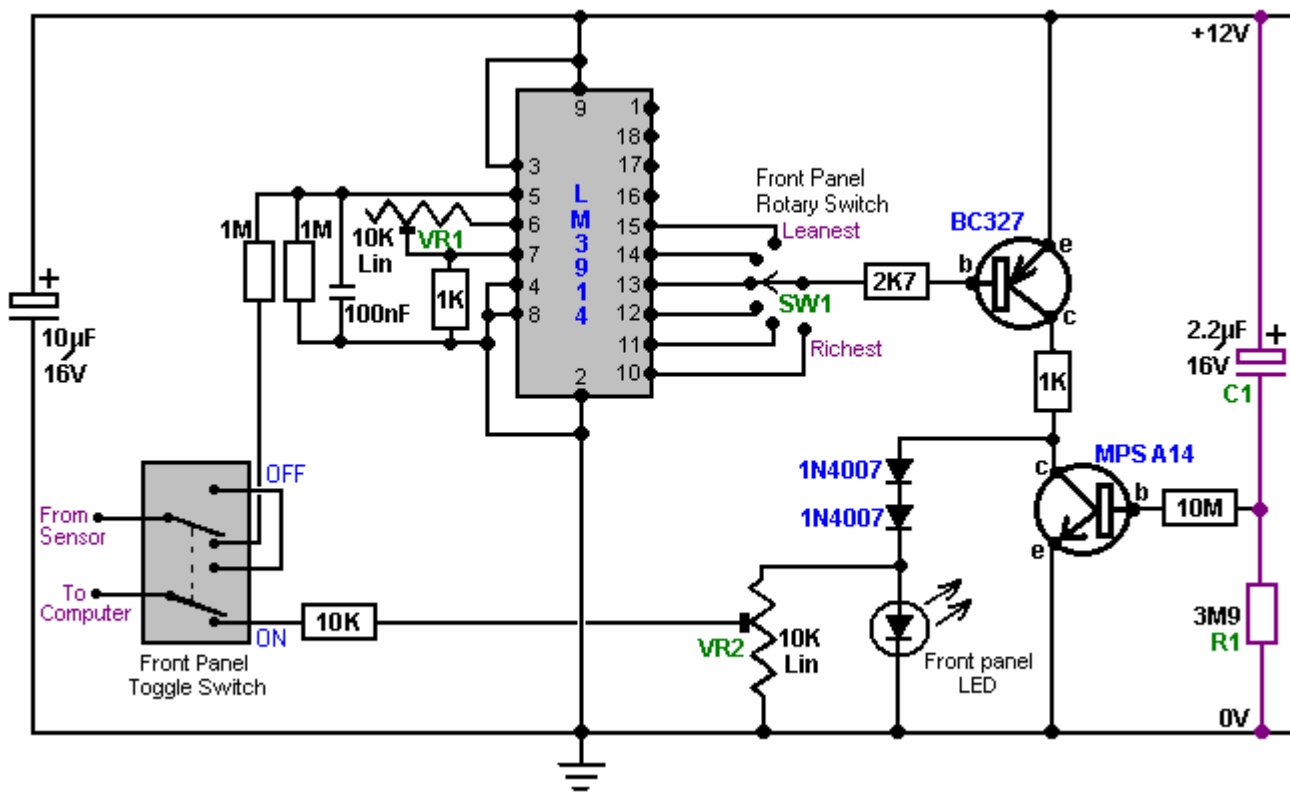 +12V
9
1
18
3
17
5
16
6
15
7
14
4
13
8
12
11
10
2
L
M
3
9
1
4
Front Panel
Rotary Switch
Leanest
SW1
Richest
2K7
BC327
b
e
c
1M
1M
10K
Lin
VR1
1K
100nF
+
10µF
16V
1K
2.2µF
+
16V
C1
1N4007
1N4007
MPS A14
c
b
e
10M
OFF
From
Sensor
To
Computer
ON
Front Panel
Toggle Switch
10K
VR2
10K
Lin
Front panel
LED
3M9
R1
0V